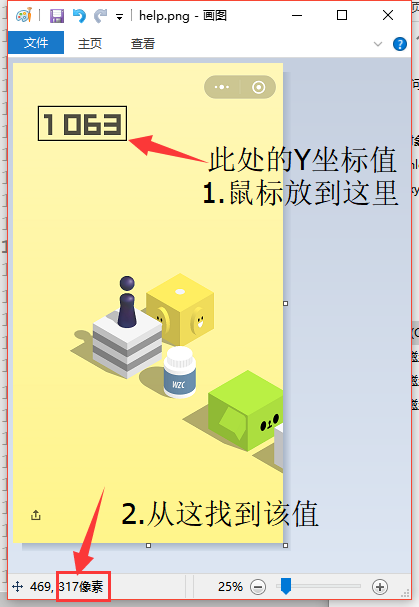 help.png - 画图
文件 主页 查看
1063
此处的Y坐标值
1.鼠标放到这里
WZC
2.从这找到该值
469, 317像素 25%